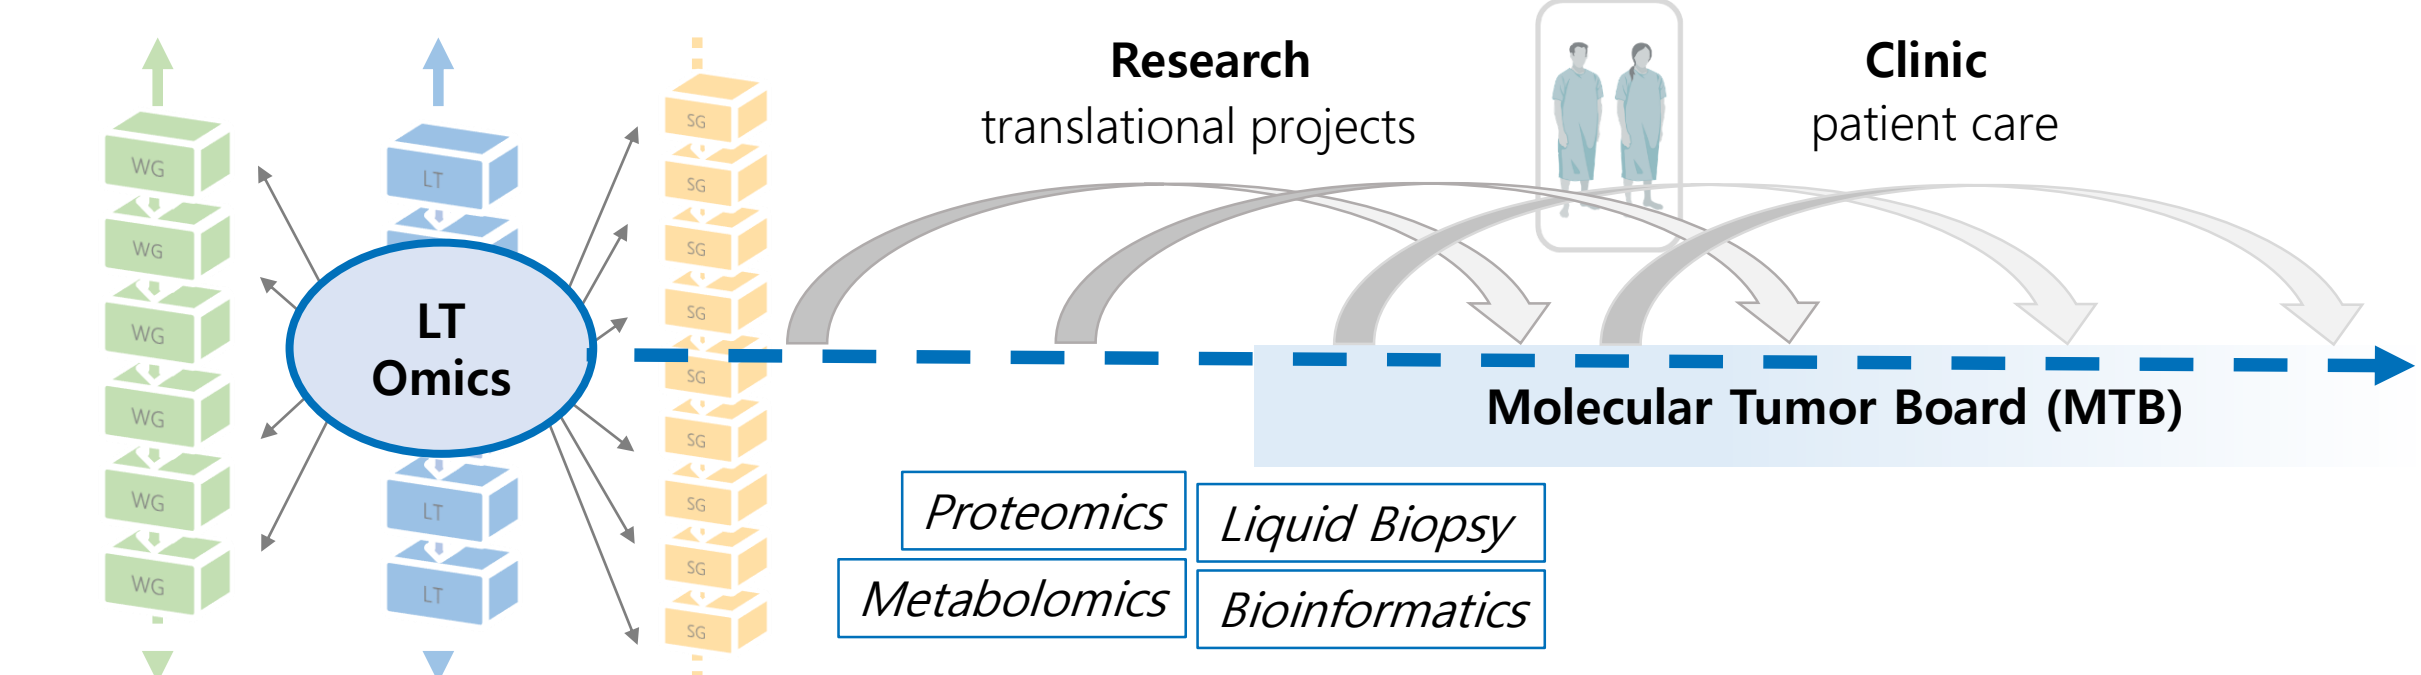 WG
WG
WG
WG
WG
WG
LT
LT
LT
LT
Omics
SG
SG
SG
SG
SG
SG
SG
SG
SG
Research
translational projects
Clinic
patient care
Molecular Tumor Board (MTB)
Proteomics
Liquid Biopsy
Metabolomics
Bioinformatics